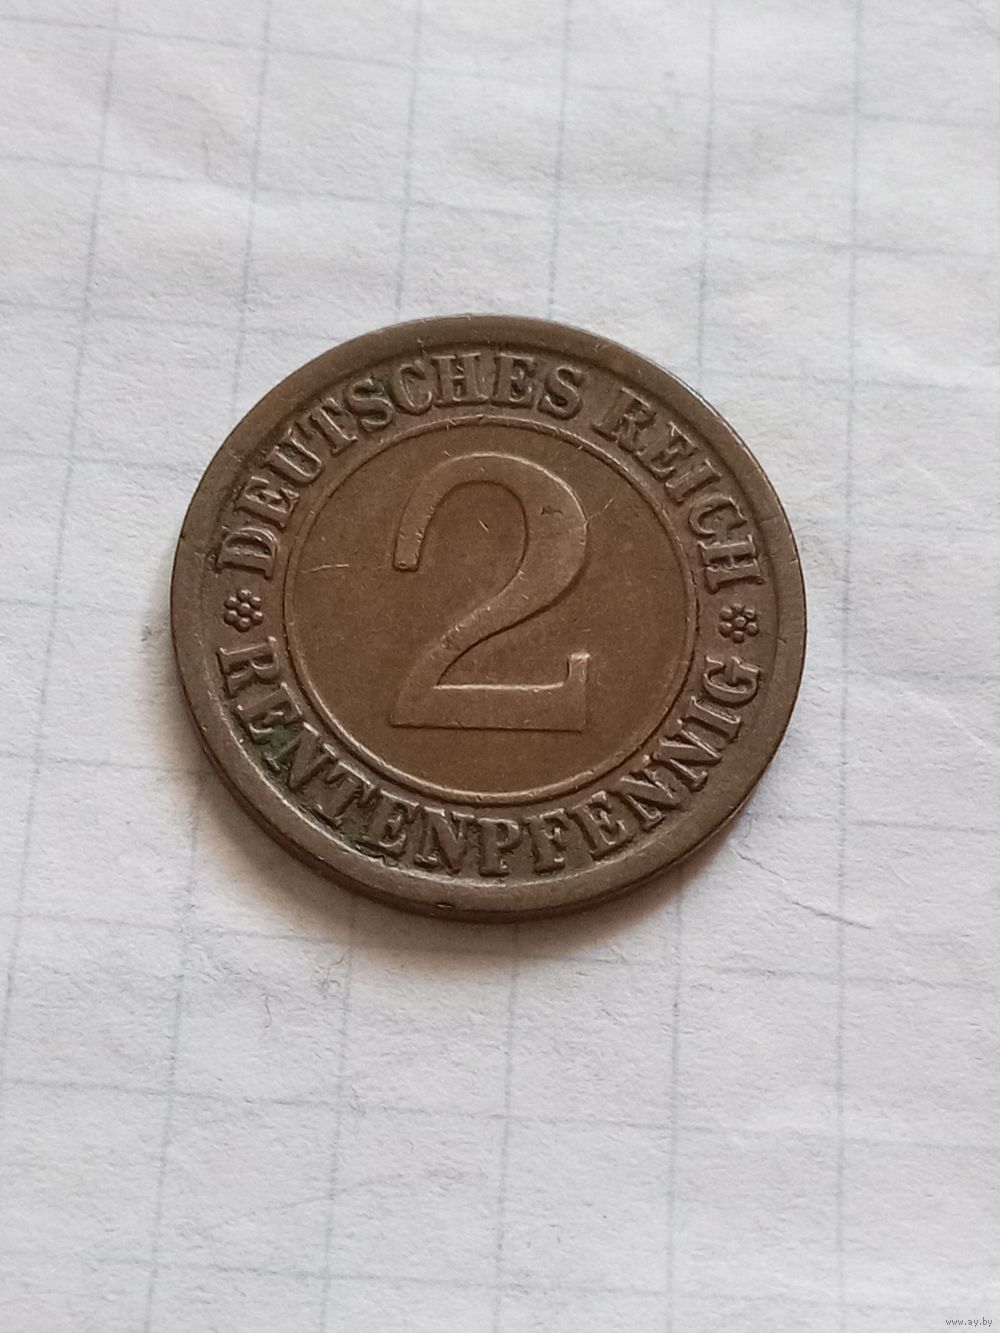 DEUTSCHES REICH
2
RENTENPFENNIG
www.ay.by